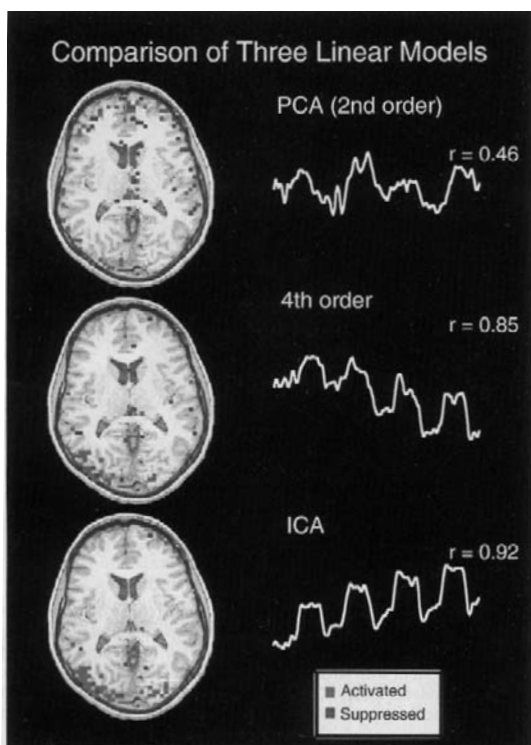 Comparison of Three Linear Models
PCA (2nd order)
r = 0.46
4th order
r = 0.85
ICA
r = 0.92
Activated
Suppressed